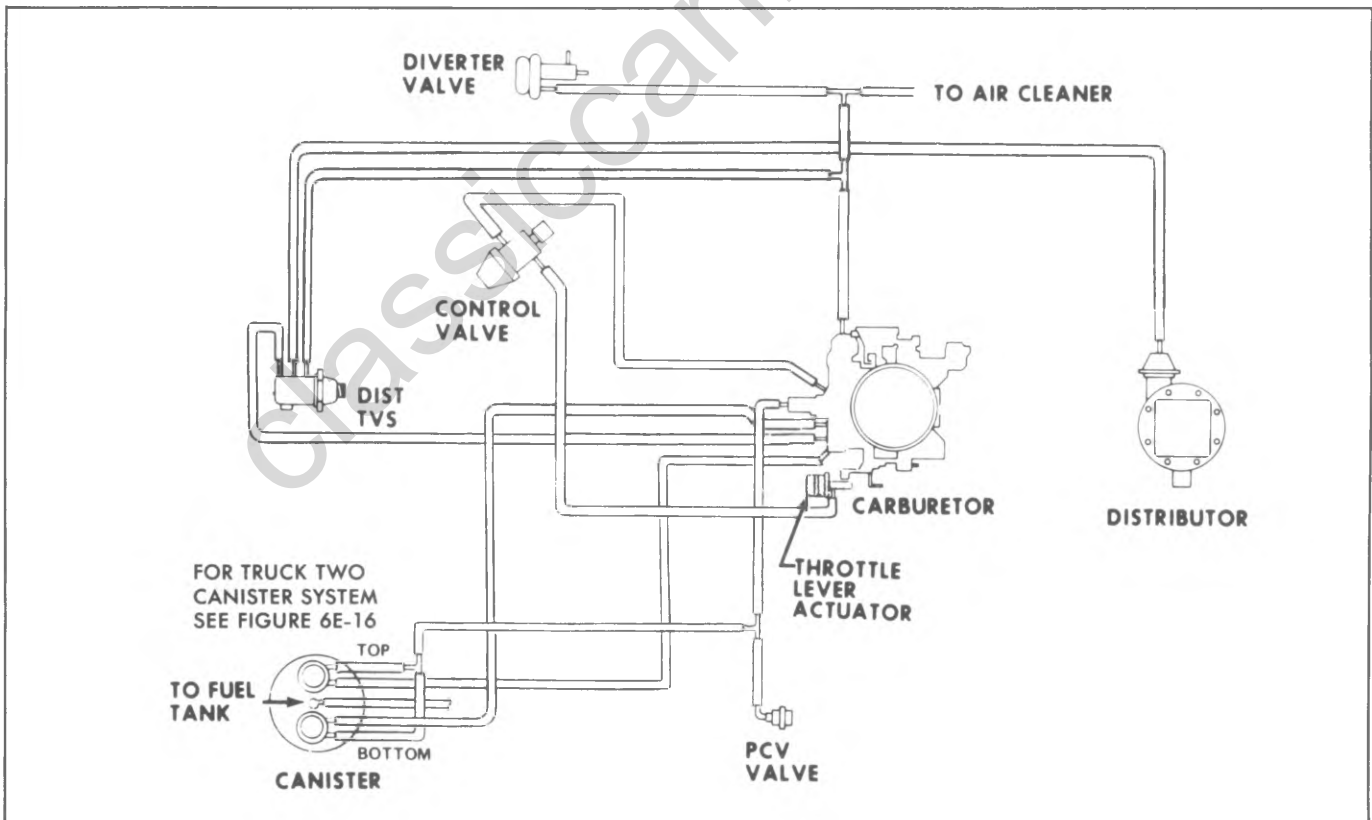 DIVERTER
VALVE
TO AIR CLEANER
CONTROL
VALVE
DIST
TVS
CARBURETOR
DISTRIBUTOR
THROTTLE
LEVER
ACTUATOR
FOR TRUCK TWO
CANISTER SYSTEM
SEE FIGURE 6E-16
TOP
TO FUEL
TANK
BOTTOM
CANISTER
PCV
VALVE